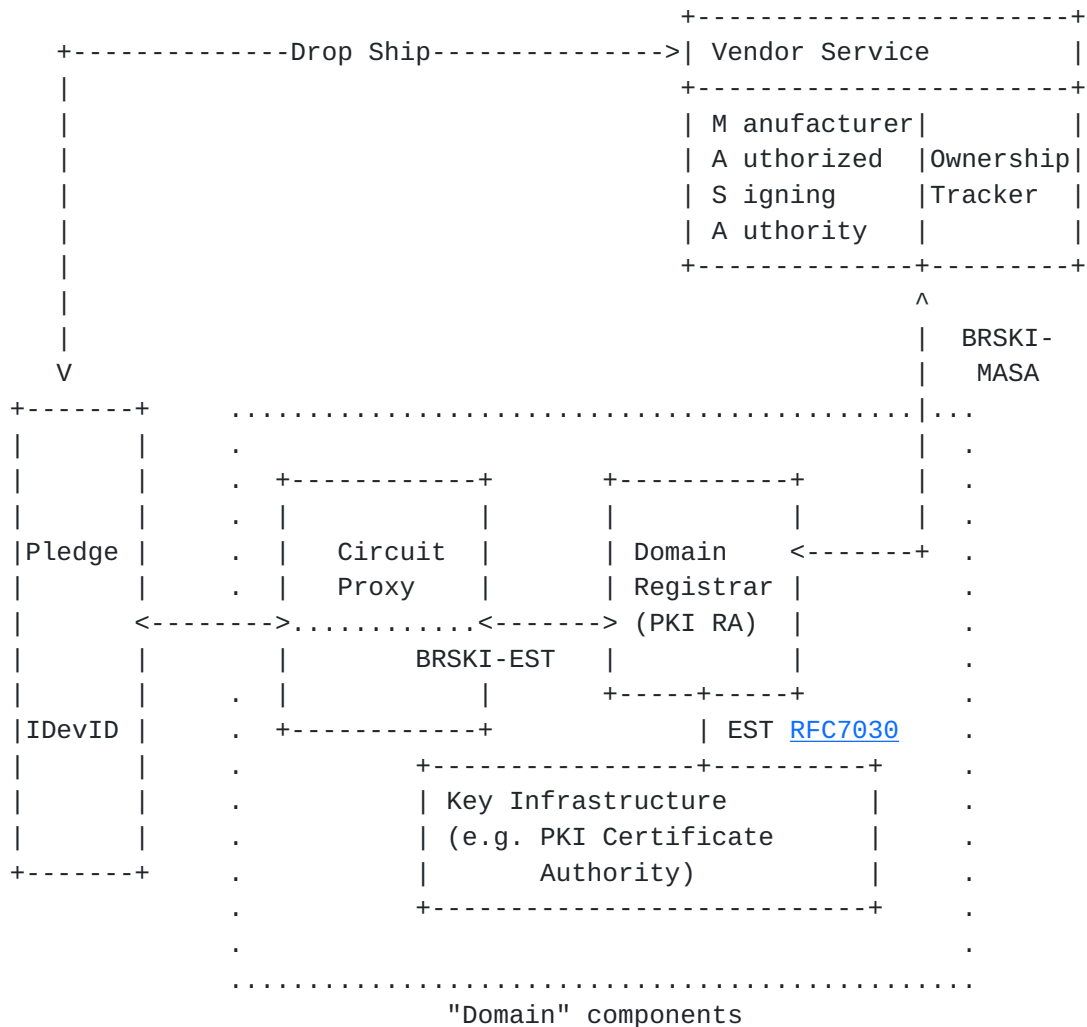 Drop Ship
Vendor Service
M anufacturer
A uthorized Ownership
S igning Tracker
A uthority
BRSKI-
V MASA
Pledge Circuit Domain
Proxy Registrar
(PKI RA)
BRSKI-EST
IDevID EST RFC7030
Key Infrastructure
(e.g. PKI Certificate
Authority)
"Domain" components